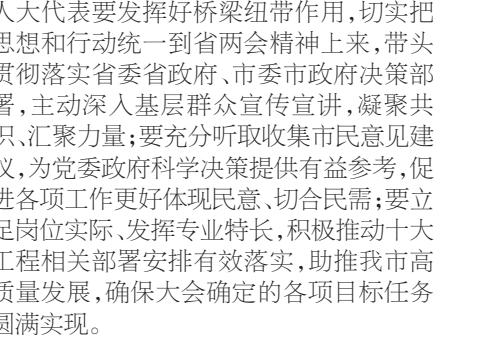 人大代表要发挥好桥梁纽带作用,切实把
思想和行动统一到省两会精神上来,带头
贯彻落实省委省政府、市委市政府决策部
署,主动深入基层群众宣传宣讲,凝聚共
识、汇聚力量;要充分听取收集市民意见建
议,为党委政府科学决策提供有益参考,促
进各项工作更好体现民意、切合民需;要立
足岗位实际、发挥专业特长,积极推动十大
工程相关部署安排有效落实,助推我市高
质量发展,确保大会确定的各项目标任务
圆满实现。